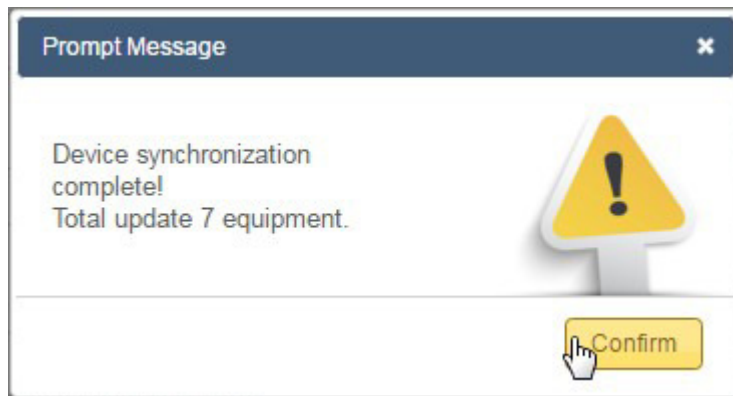 Prompt Message
Device synchronization
complete!
Total update 7 equipment.
Confirm